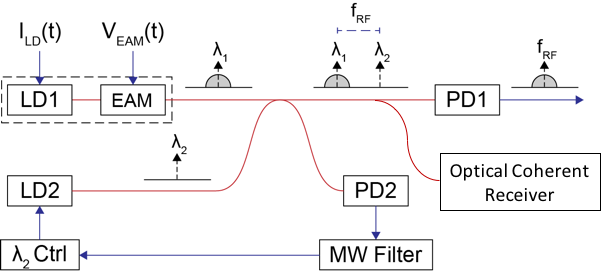 I_LD(t)
V_EAM(t)
f_RF
λ₁
λ₁
λ₂
f_RF
LD1
EAM
PD1
λ₂
LD2
PD2
Optical Coherent
Receiver
λ₂ Ctrl
MW Filter